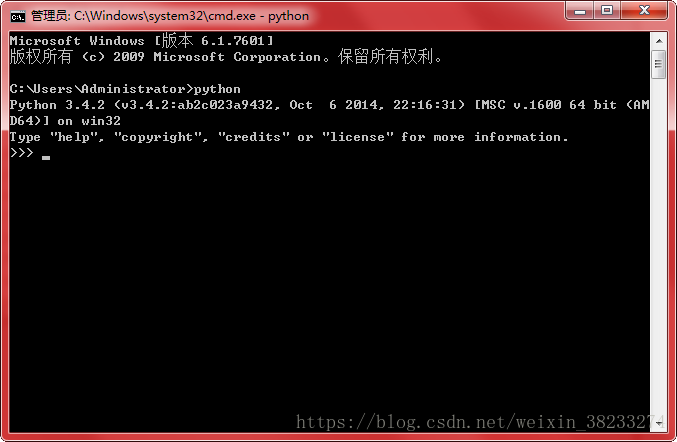 管理员: C:\Windows\system32\cmd.exe - python
Microsoft Windows [版本 6.1.7601]
版权所有 (c) 2009 Microsoft Corporation。保留所有权利。
C:\Users\Administrator>python
Python 3.4.2 (v3.4.2:ab2c023a9432, Oct  6 2014, 22:16:31) [MSC v.1600 64 bit (AM
D64)] on win32
Type "help", "copyright", "credits" or "license" for more information.
>>>
https://blog.csdn.net/weixin_38233274